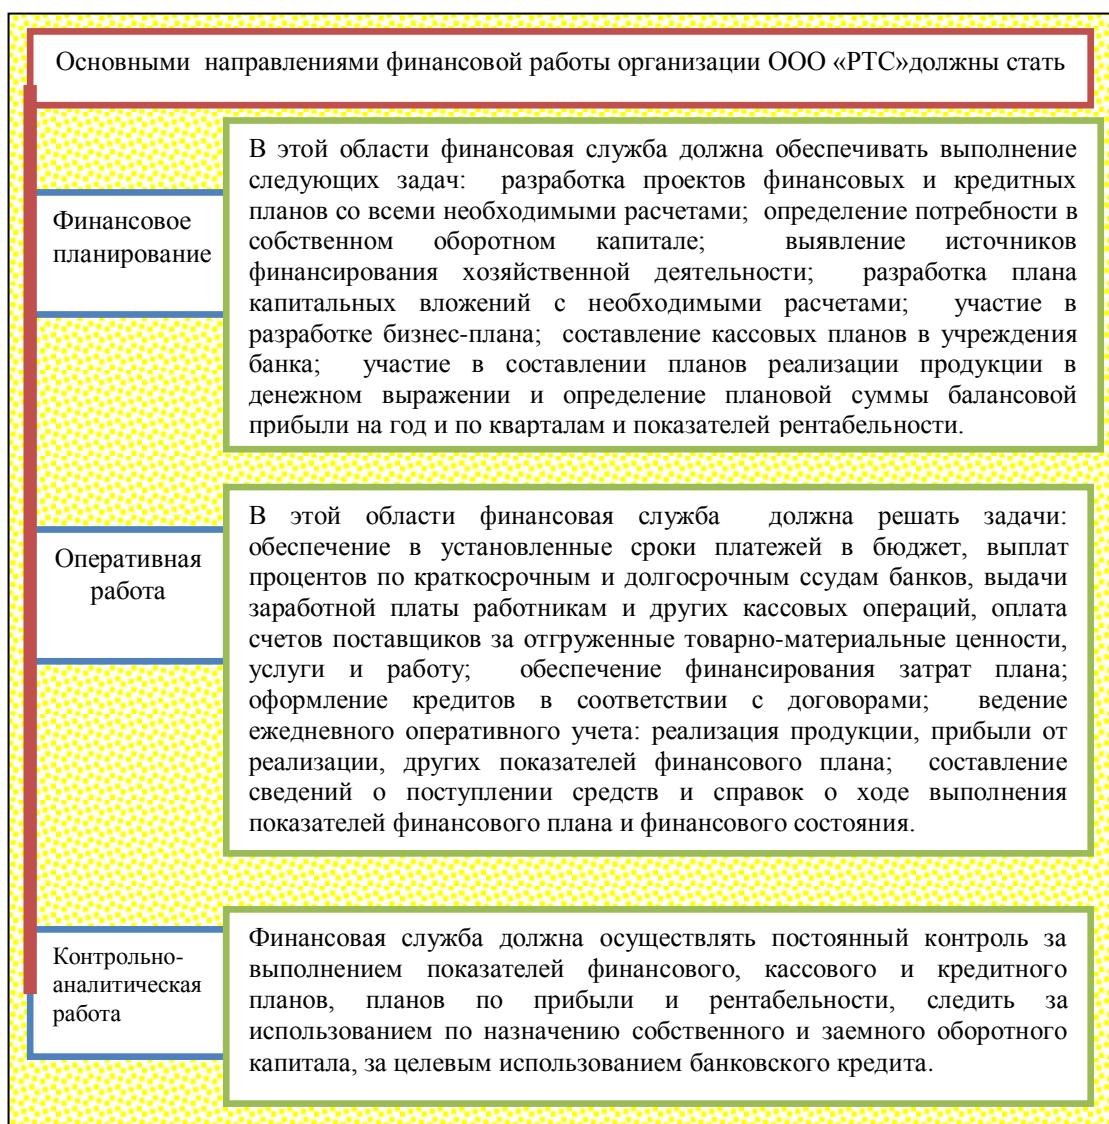 Основными направлениями финансовой работы организации ООО «РТС»должны стать
Финансовое
планирование
В этой области финансовая служба должна обеспечивать выполнение
следующих задач: разработка проектов финансовых и кредитных
планов со всеми необходимыми расчетами; определение потребности в
собственном оборотном капитале; выявление источников
финансирования хозяйственной деятельности; разработка плана
капитальных вложений с необходимыми расчетами; участие в
разработке бизнес-плана; составление кассовых планов в учреждения
банка; участие в составлении планов реализации продукции в
денежном выражении и определение плановой суммы балансовой
прибыли на год и по кварталам и показателей рентабельности.
Оперативная
работа
В этой области финансовая служба должна решать задачи:
обеспечение в установленные сроки платежей в бюджет, выплат
процентов по краткосрочным и долгосрочным ссудам банков, выдачи
заработной платы работникам и других кассовых операций, оплата
счетов поставщиков за отгруженные товарно-материальные ценности,
услуги и работу; обеспечение финансирования затрат плана;
оформление кредитов в соответствии с договорами; ведение
ежедневного оперативного учета: реализация продукции, прибыли от
реализации, других показателей финансового плана; составление
сведений о поступлении средств и справок о ходе выполнения
показателей финансового плана и финансового состояния.
Контрольно-
аналитическая
работа
Финансовая служба должна осуществлять постоянный контроль за
выполнением показателей финансового, кассового и кредитного
планов, планов по прибыли и рентабельности, следить за
использованием по назначению собственного и заемного оборотного
капитала, за целевым использованием банковского кредита.